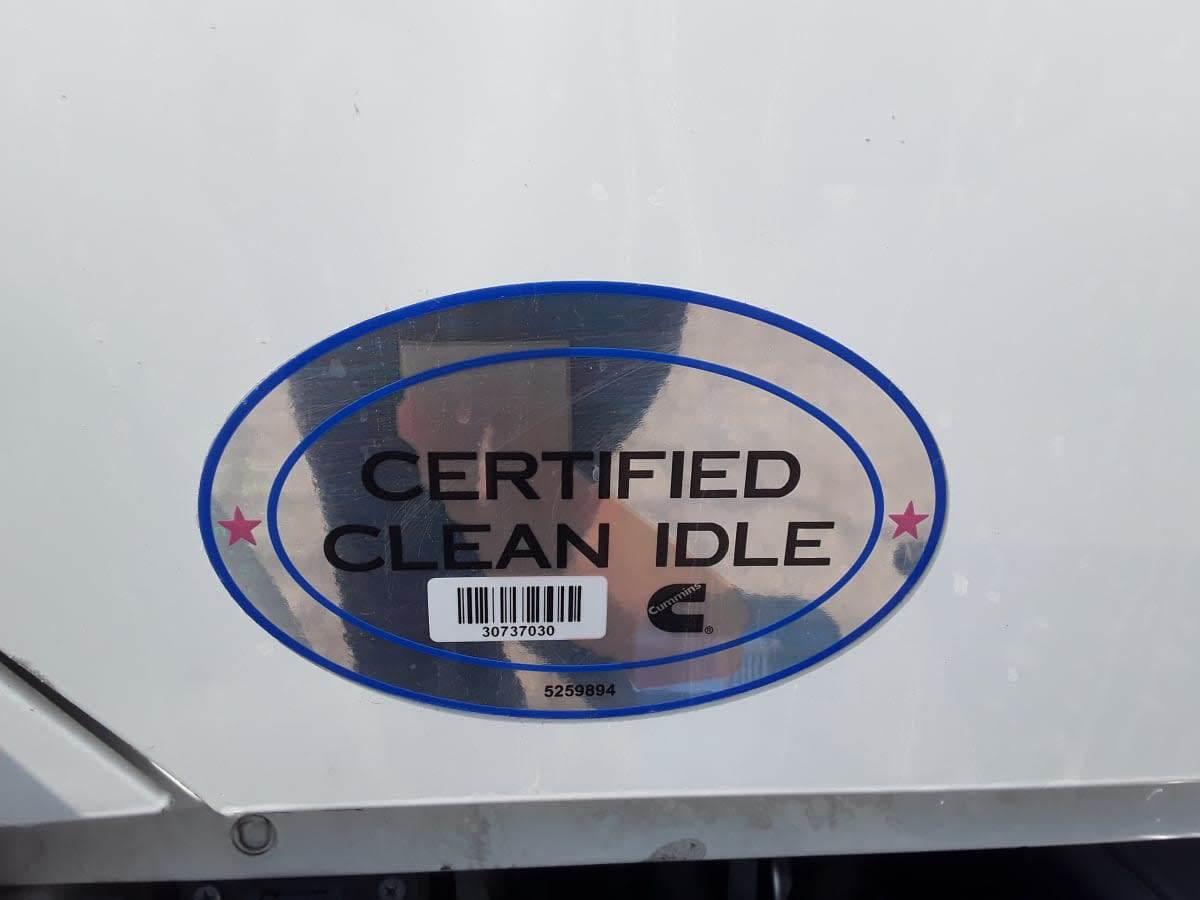 CERTIFIED
CLEAN IDLE
Cummins
®
30737030
5259894